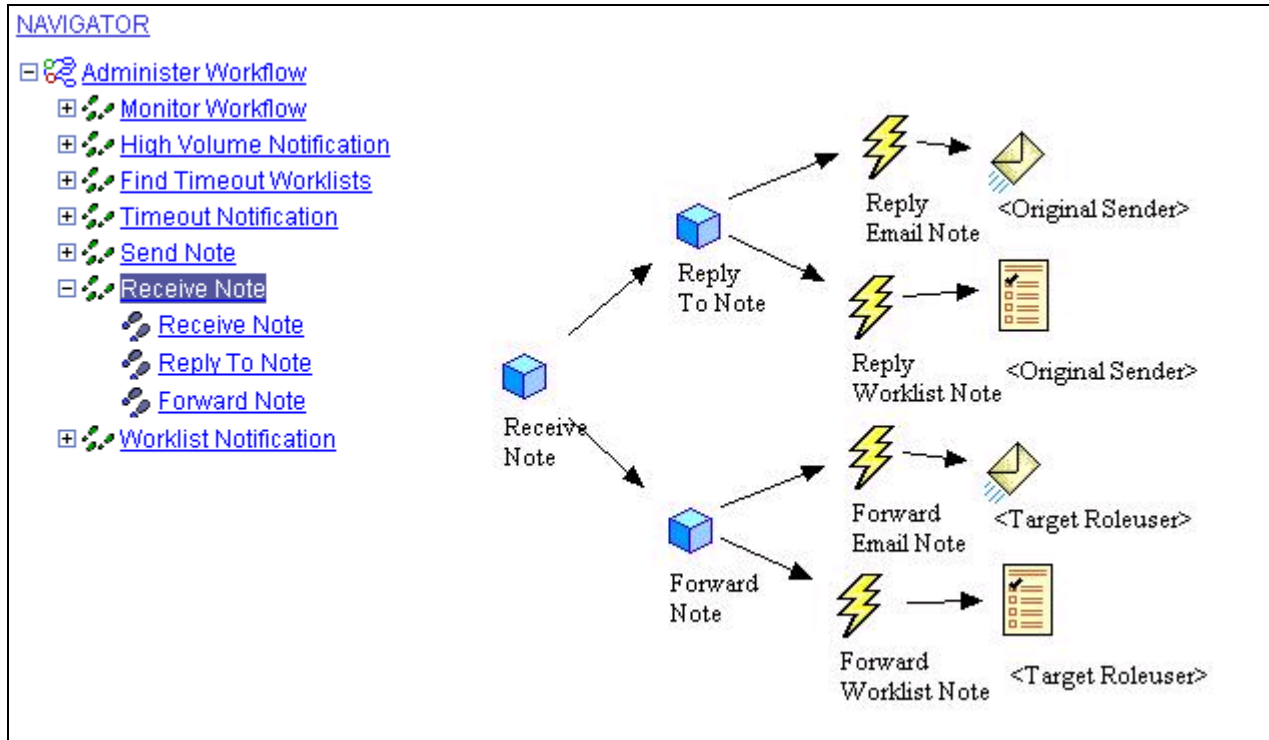 NAVIGATOR
Administer Workflow
Monitor Workflow
High Volume Notification
Find Timeout Worklists
Timeout Notification
Send Note
Receive Note
Receive Note
Reply To Note
Forward Note
Worklist Notification
Receive
Note
Reply
To Note
Reply
Email Note
<Original Sender>
Reply
Worklist Note
<Original Sender>
Forward
Note
Forward
Email Note
<Target Roleuser>
Forward
Worklist Note
<Target Roleuser>